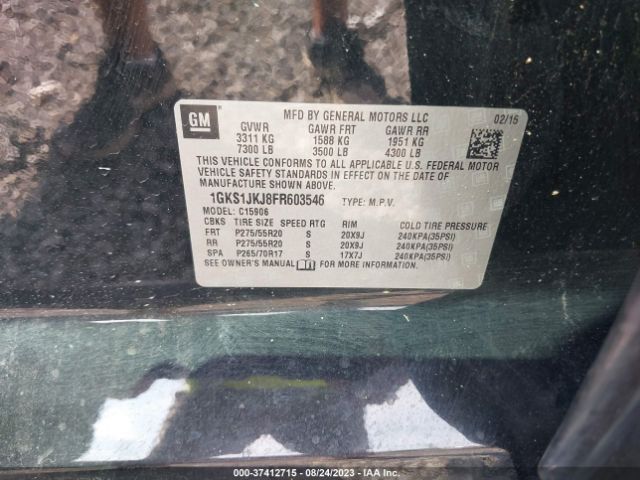 GM
MFD BY GENERAL MOTORS LLC 02/15
GVWR GAWR FRT GAWR RR
3311 KG 1588 KG 1951 KG
7300 LB 3500 LB 4300 LB
THIS VEHICLE CONFORMS TO ALL APPLICABLE U.S. FEDERAL MOTOR
VEHICLE SAFETY STANDARDS IN EFFECT ON THE DATE OF
MANUFACTURE SHOWN ABOVE.
1GKS1JKJ8FR603546 TYPE: M.P.V.
MODEL: C15906
CBKS TIRE SIZE SPEED RTG RIM COLD TIRE PRESSURE
FRT P275/55R20 S 20X9J 240KPA(35PSI)
RR P275/55R20 S 20X9J 240KPA(35PSI)
SPA P265/70R17 S 17X7J 240KPA(35PSI)
SEE OWNER'S MANUAL FOR MORE INFORMATION.
000-37412715 - 08/24/2023 - IAA Inc.